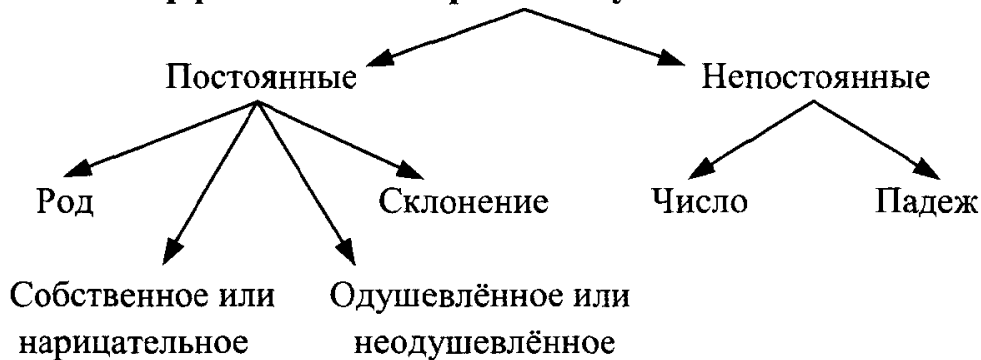 Постоянные Непостоянные
Род Склонение Число Падеж
Собственное или Одушевлённое или
нарицательное неодушевлённое